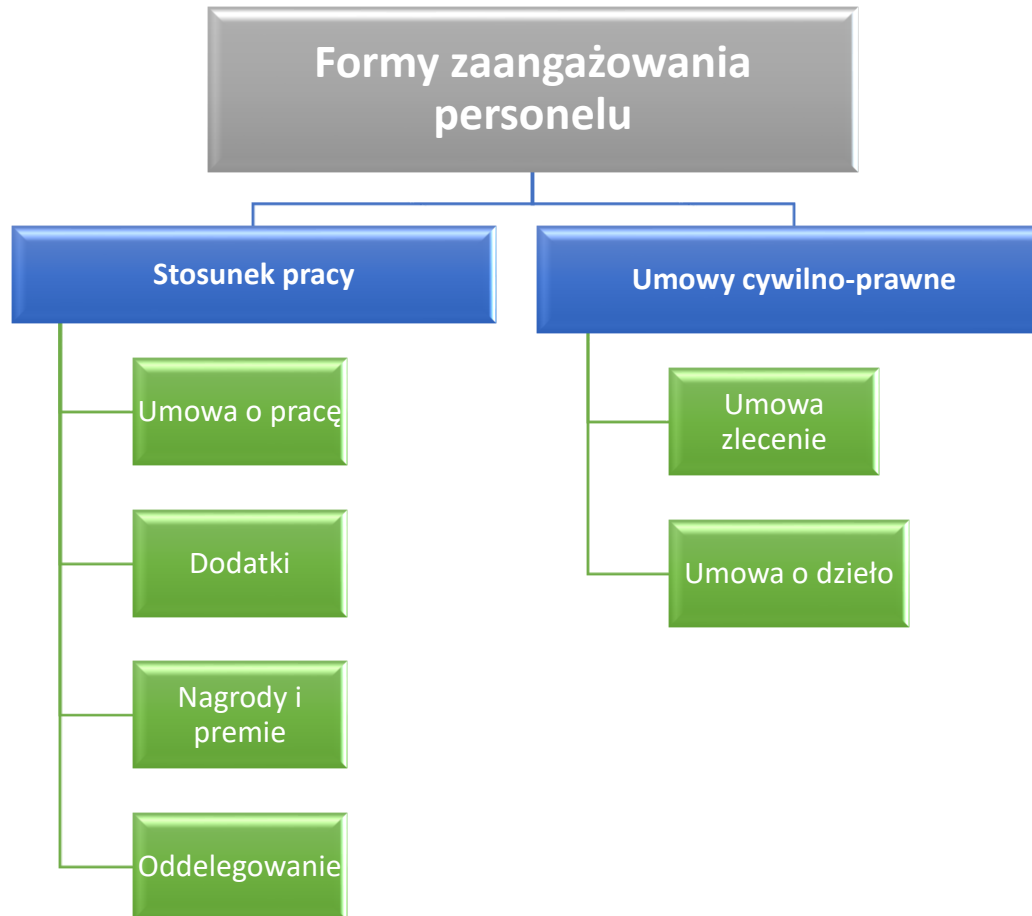 Formy zaangażowania
personelu
Stosunek pracy
Umowy cywilno-prawne
Umowa o pracę
Dodatki
Nagrody i
premie
Oddelegowanie
Umowa
zlecenie
Umowa o dzieło